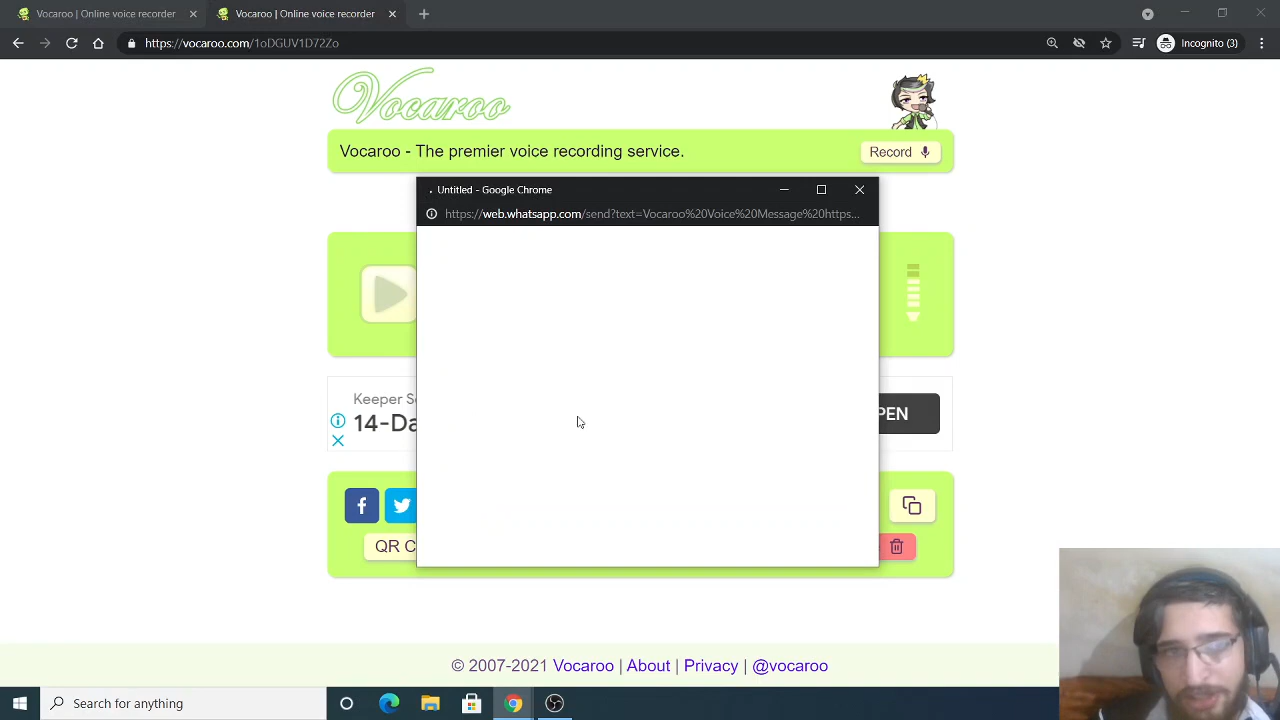 Vocaroo | Online voice recorder
Vocaroo | Online voice recorder
https://vocaroo.com/1oDGUV1D72Zo
Incognito (3)
Vocaroo
Vocaroo - The premier voice recording service.
Record
Untitled - Google Chrome
https://web.whatsapp.com/send?text=Vocaroo%20Voice%20Message%20https...
Keeper S
14-Da
PEN
QR C
© 2007-2021 Vocaroo | About | Privacy | @vocaroo
Search for anything